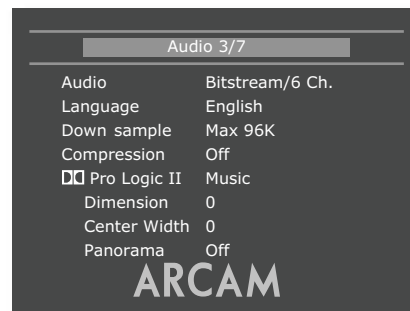 Audio 3/7
Audio Bitstream/6 Ch.
Language English
Down sample Max 96K
Compression Off
Pro Logic II Music
Dimension 0
Center Width 0
Panorama Off
ARCAM